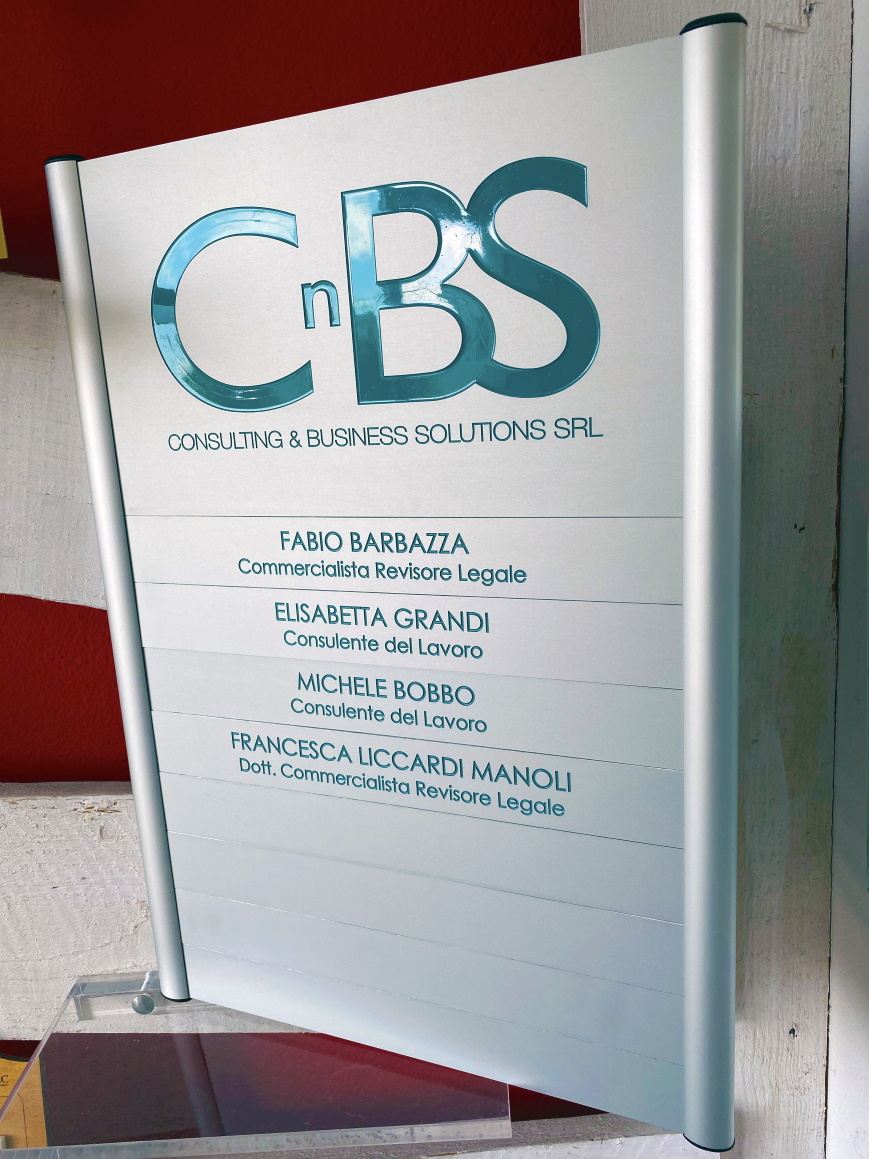 CnBS
CONSULTING & BUSINESS SOLUTIONS SRL
FABIO BARBAZZA
Commercialista Revisore Legale
ELISABETTA GRANDI
Consulente del Lavoro
MICHELE BOBBO
Consulente del Lavoro
FRANCESCA LICCARDI MANOLI
Dott. Commercialista Revisore Legale